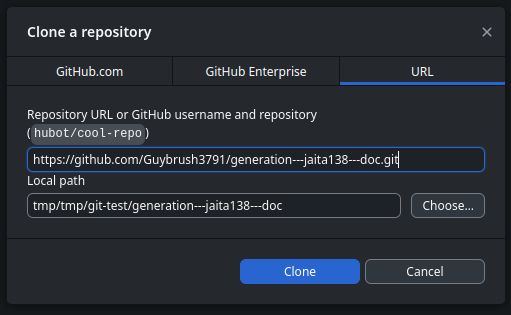 Clone a repository
GitHub.com
GitHub Enterprise
URL
Repository URL or GitHub username and repository
(hubot/cool-repo)
https://github.com/Guybrush3791/generation---jaita138---doc.git
Local path
tmp/tmp/git-test/generation---jaita138---doc
Choose...
Clone
Cancel